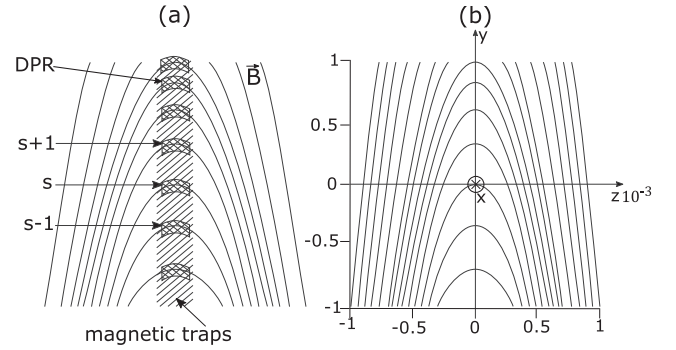 (a)
DPR
B
s+1
s
s-1
magnetic traps
(b)
y
1
0.5
0
-0.5
-1
x
z 10⁻³
-1
-0.5
0
0.5
1